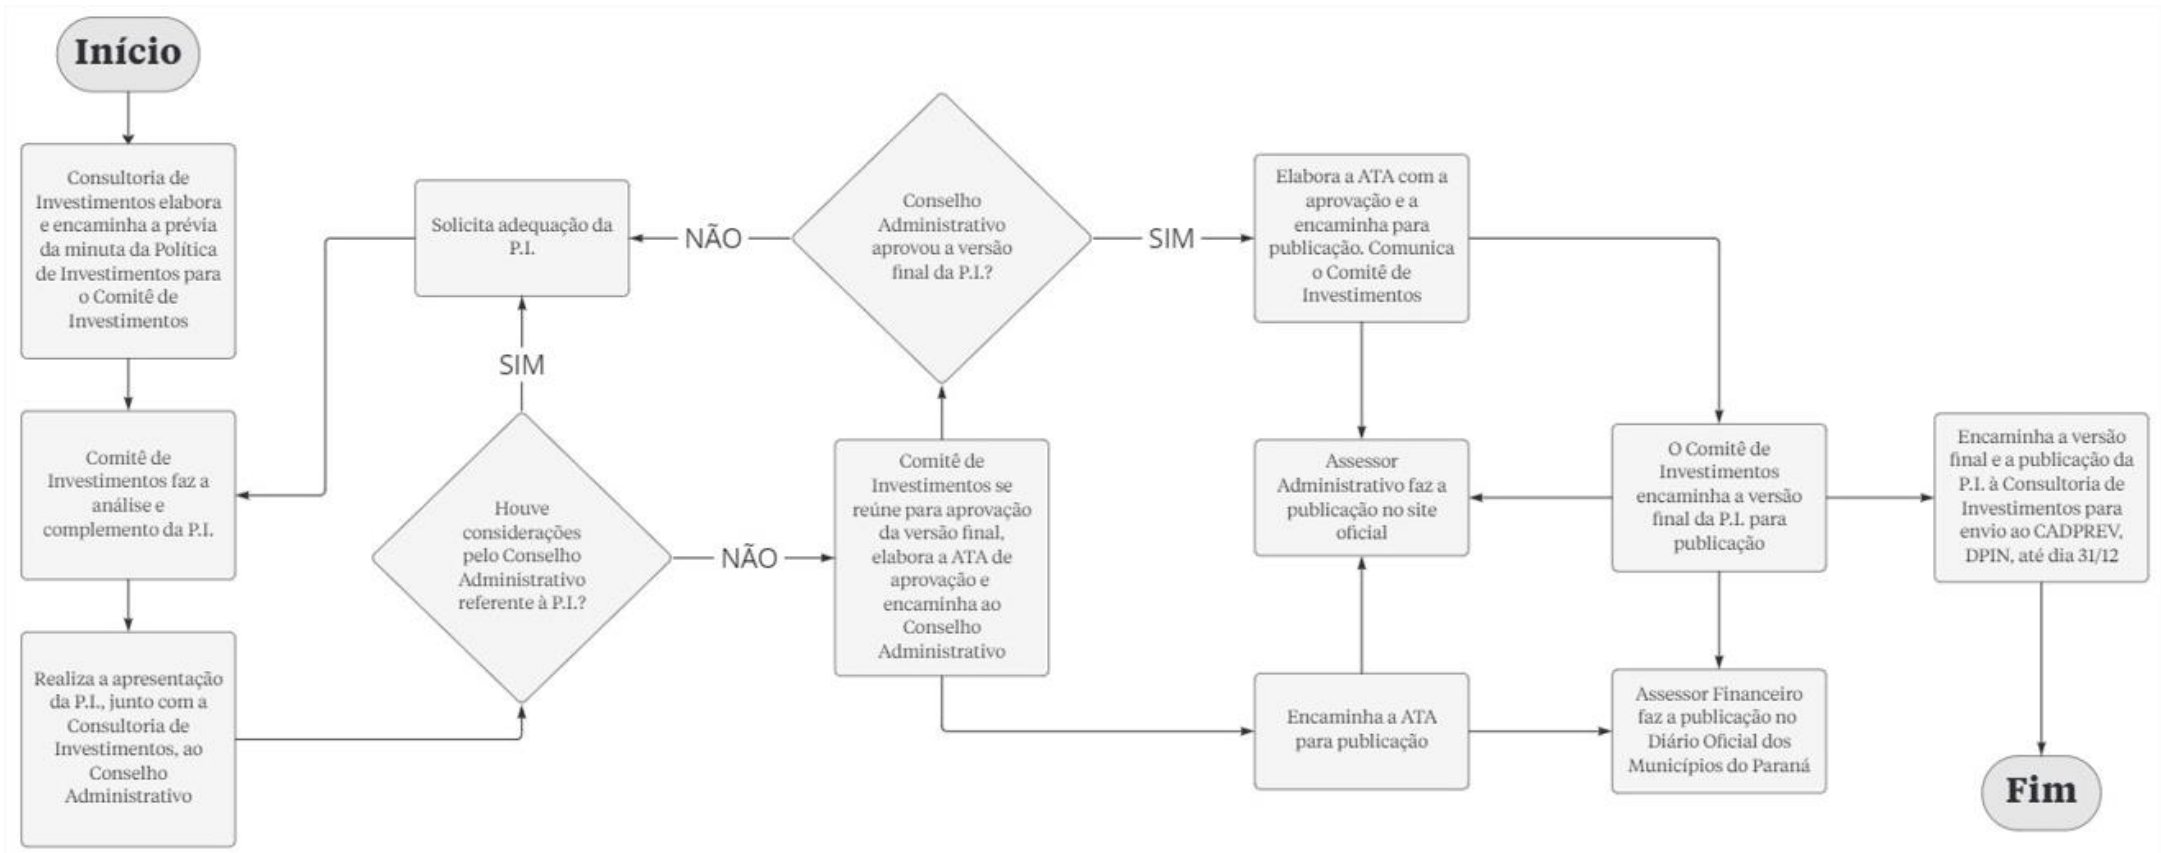 Início
Consultoria de
Investimentos elabora
e encaminha a prévia
da minuta da Política
de Investimentos para
o Comitê de
Investimentos
Comitê de
Investimentos faz a
análise e
complemento da P.I.
Realiza a apresentação
da P.I., junto com a
Consultoria de
Investimentos, ao
Conselho
Administrativo
Houve
considerações
pelo Conselho
Administrativo
referente à P.I.?
SIM
Solicita adequação da
P.I.
NÃO
Comitê de
Investimentos se
reúne para aprovação
da versão final,
elabora a ATA de
aprovação e
encaminha ao
Conselho
Administrativo
Conselho
Administrativo
aprovou a versão
final da P.I.?
NÃO
SIM
Elabora a ATA com a
aprovação e a
encaminha para
publicação. Comunica
o Comitê de
Investimentos
Assessor
Administrativo faz a
publicação no site
oficial
Encaminha a ATA
para publicação
O Comitê de
Investimentos
encaminha a versão
final da P.I. para
publicação
Assessor Financeiro
faz a publicação no
Diário Oficial dos
Municípios do Paraná
Encaminha a versão
final e a publicação da
P.I. à Consultoria de
Investimentos para
envio ao CADPREV,
DPIN, até dia 31/12
Fim